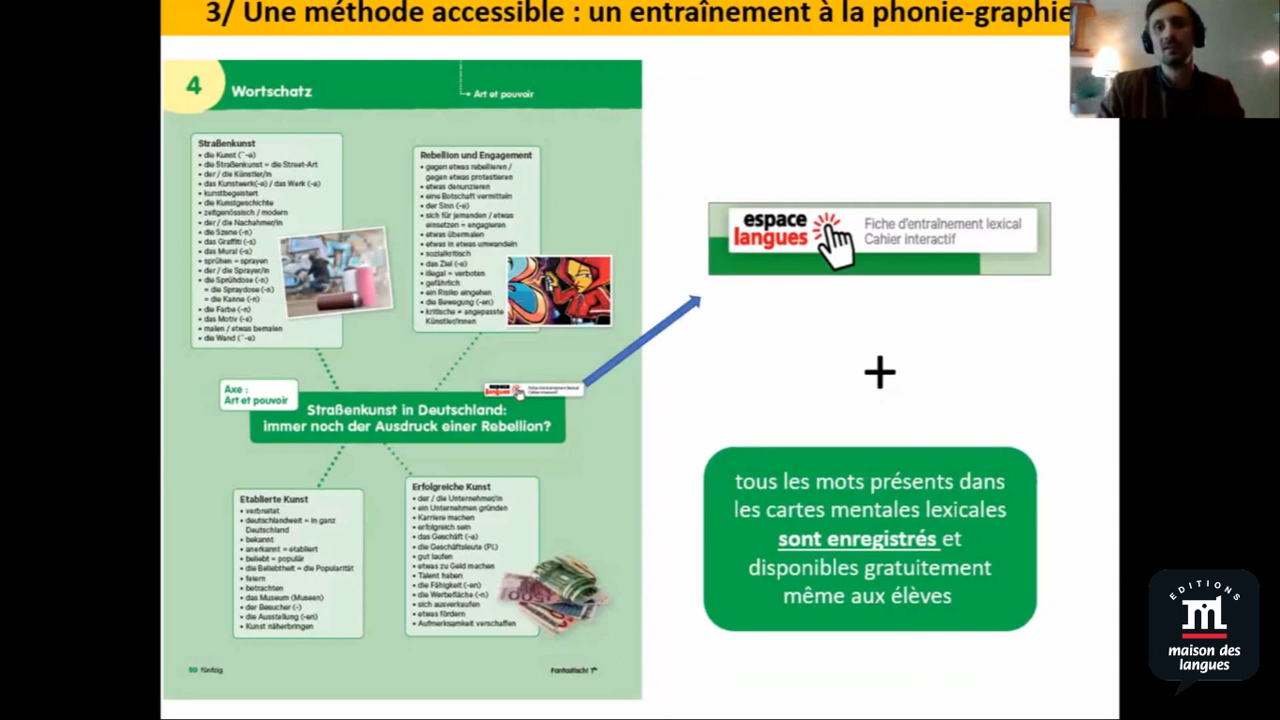 3/ Une méthode accessible : un entraînement à la phonie-graphie
4
Wortschatz
Art et pouvoir
Straßenkunst
• die Kunst (¨-e)
• die Straßenkunst = die Street-Art
• der / die Künstler/in
• das Kunstwerk(-e) / das Werk (-e)
• kunstbegeistert
• die Kunstgeschichte
• zeitgenössisch / modern
• der / die Nachahmer/in
• die Szene (-n)
• das Graffiti (-s)
• das Mural (-s)
• sprühen = sprayen
• der / die Sprayer/in
• die Sprühdose (-n)
= die Spraydose (-n)
= die Kanne (-n)
• die Farbe (-n)
• das Motiv (-e)
• malen / etwas bemalen
• die Wand (¨-e)
Rebellion und Engagement
• gegen etwas rebellieren /
gegen etwas protestieren
• etwas denunzieren
• eine Botschaft vermitteln
• der Sinn (-e)
• sich für jemanden / etwas
einsetzen = engagieren
• etwas übermalen
• etwas in etwas umwandeln
• sozialkritisch
• das Ziel (-e)
• illegal = verboten
• gefährlich
• ein Risiko eingehen
• die Bewegung (-en)
• kritische ≠ angepasste
Künstler/innen
Axe :
Art et pouvoir
espace
langues
Fiche d'entraînement lexical
Cahier interactif
Straßenkunst in Deutschland:
immer noch der Ausdruck einer Rebellion?
Etablierte Kunst
• verbreitet
• deutschlandweit = in ganz
Deutschland
• bekannt
• anerkannt = etabliert
• beliebt = populär
• die Beliebtheit = die Popularität
• feiern
• betrachten
• das Museum (Museen)
• der Besucher (-)
• die Ausstellung (-en)
• Kunst näherbringen
Erfolgreiche Kunst
• der / die Unternehmer/in
• ein Unternehmen gründen
• Karriere machen
• erfolgreich sein
• das Geschäft (-e)
• die Geschäftsleute (Pl.)
• gut laufen
• etwas zu Geld machen
• Talent haben
• die Fähigkeit (-en)
• die Werbefläche (-n)
• sich ausverkaufen
• etwas fördern
• Aufmerksamkeit verschaffen
50 fünfzig
Fantastisch! Tle
espace
langues
Fiche d'entraînement lexical
Cahier interactif
+
tous les mots présents dans
les cartes mentales lexicales
sont enregistrés et
disponibles gratuitement
même aux élèves
EDITIONS
maison des
langues